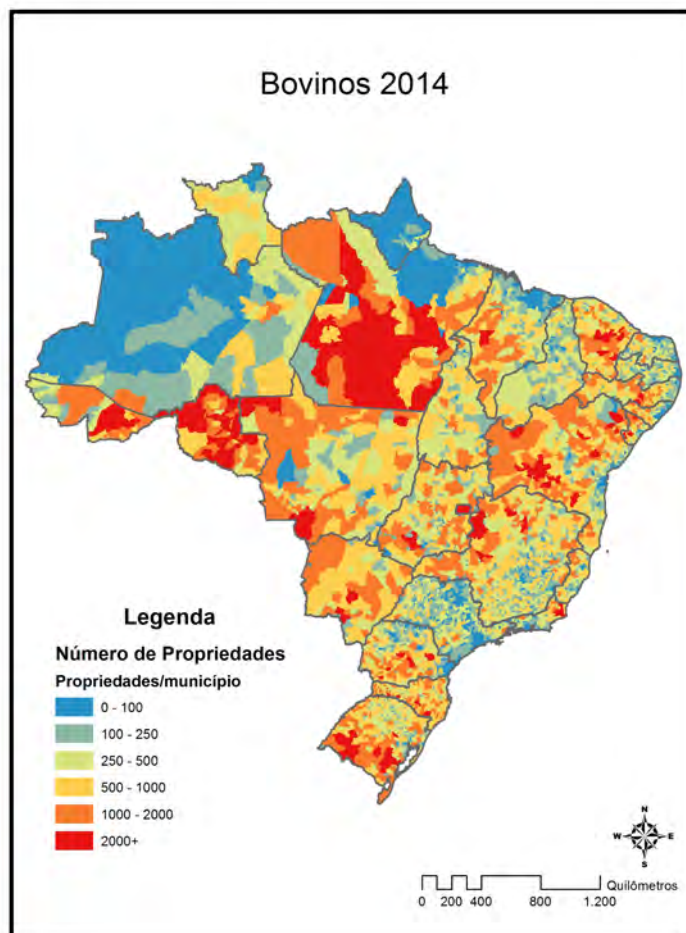 Bovinos 2014
Legenda
Número de Propriedades
Propriedades/município
0 - 100
100 - 250
250 - 500
500 - 1000
1000 - 2000
2000+
N
W E
S
Quilômetros
0 200 400 800 1.200